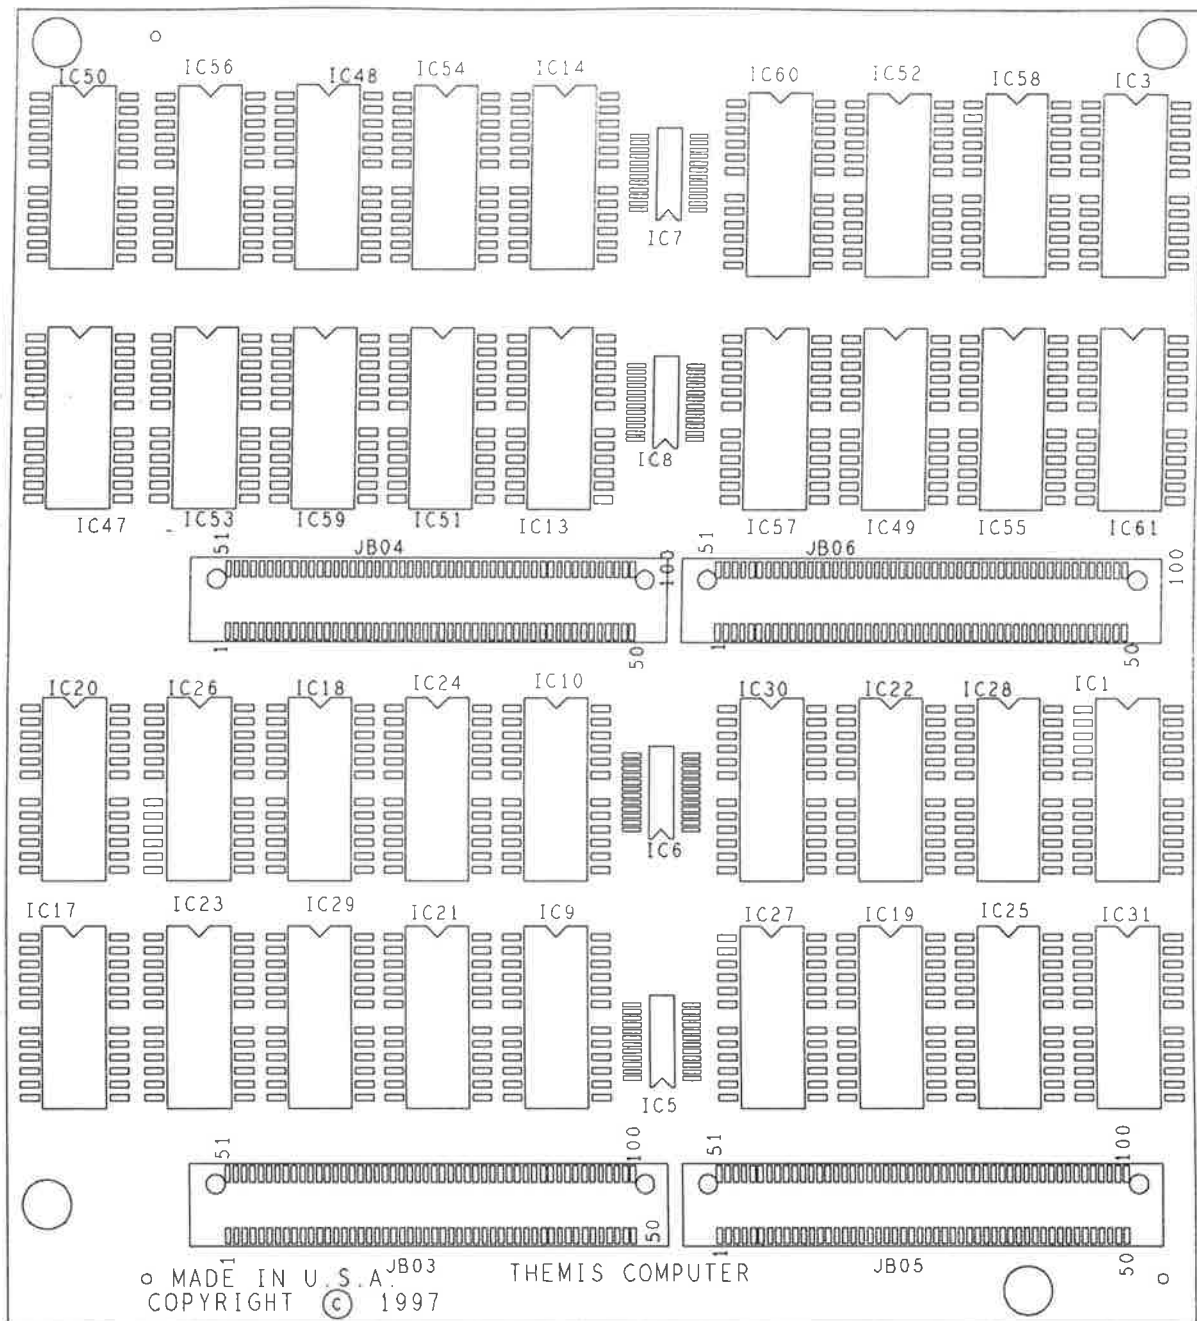 IC50 IC56 IC48 IC54 IC14 IC60 IC52 IC58 IC3
IC7
IC8
IC47 IC53 IC59 IC51 IC13 IC57 IC49 IC55 IC61
51 JB04 100 51 JB06 100
1 50 1 50
IC20 IC26 IC18 IC24 IC10 IC30 IC22 IC28 IC1
IC6
IC17 IC23 IC29 IC21 IC9 IC27 IC19 IC25 IC31
IC5
51 100 51 100
1 JB03 50 1 JB05 50
MADE IN U.S.A. THEMIS COMPUTER
COPYRIGHT © 1997